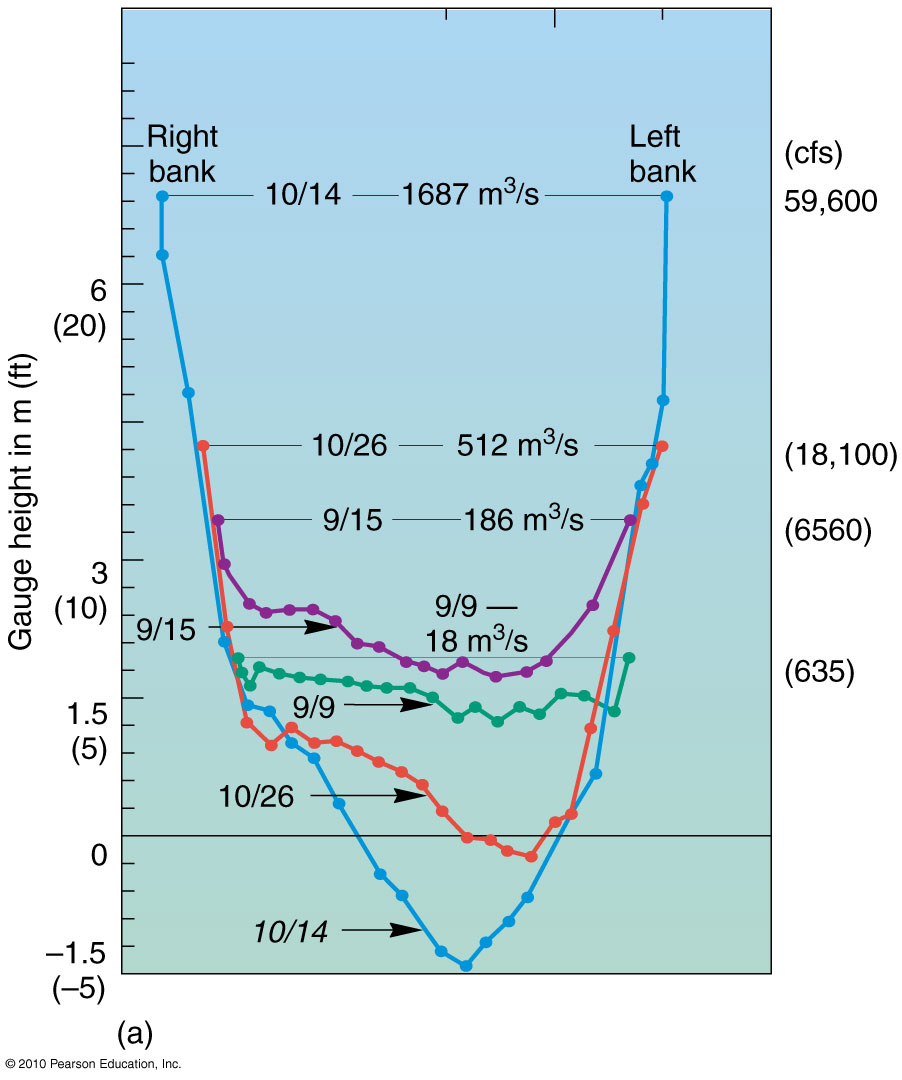 Right
bank
Left
bank
(cfs)
10/14 1687 m³/s 59,600
6
(20)
Gauge height in m (ft)
10/26 512 m³/s (18,100)
9/15 186 m³/s (6560)
3
(10)
9/9
18 m³/s
9/15
(635)
9/9
1.5
(5)
10/26
0
10/14
–1.5
(–5)
(a)
© 2010 Pearson Education, Inc.